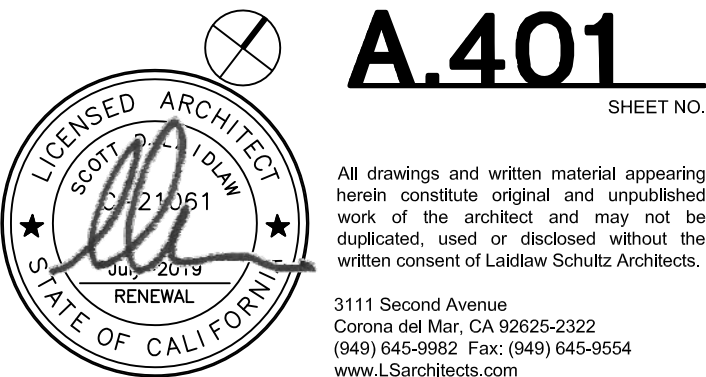 A.401
SHEET NO.
LICENSED ARCHITECT
SCOTT
21061
July 2019
RENEWAL
STATE OF CALIFORNIA
All drawings and written material appearing
herein constitute original and unpublished
work of the architect and may not be
duplicated, used or disclosed without the
written consent of Laidlaw Schultz Architects.
3111 Second Avenue
Corona del Mar, CA 92625-2322
(949) 645-9982 Fax: (949) 645-9554
www.LSarchitects.com